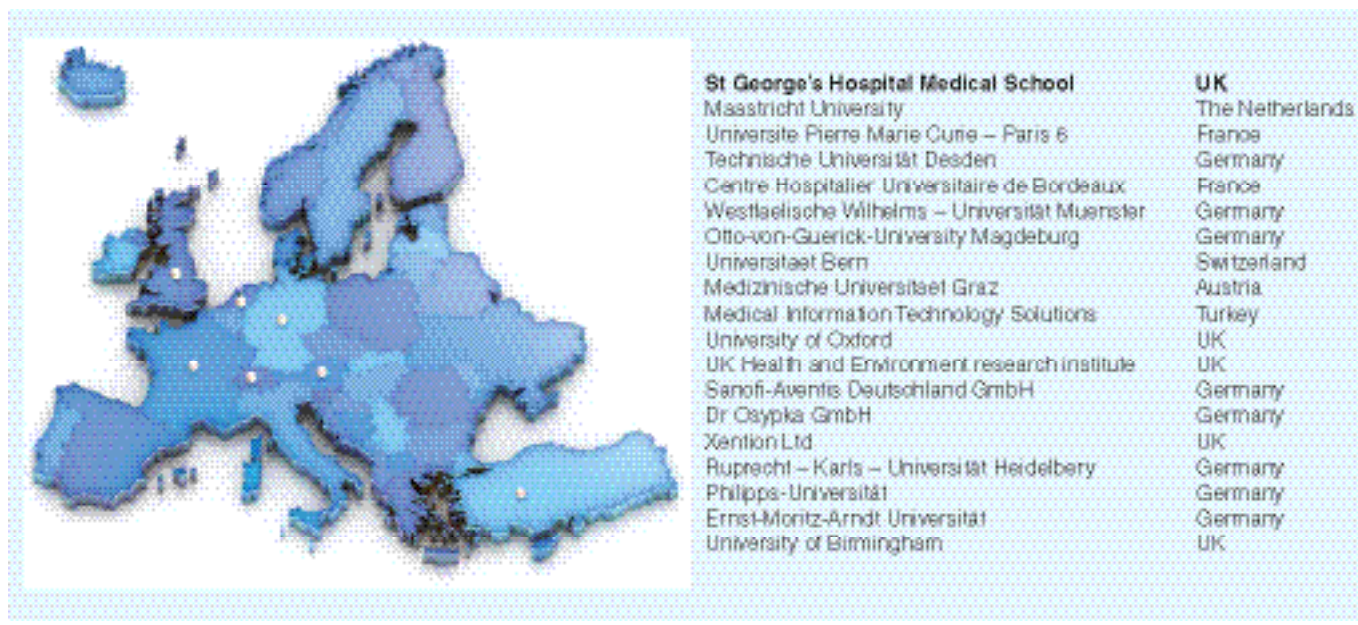 St George's Hospital Medical School UK
Maastricht University The Netherlands
Universite Pierre Marie Curie – Paris 6 France
Technische Universität Desden Germany
Centre Hospitalier Universitaire de Bordeaux France
Westfaelische Wilhelms – Universität Muenster Germany
Otto-von-Guerick-University Magdeburg Germany
Universitaet Bern Switzerland
Medizinische Universitaet Graz Austria
Medical Information Technology Solutions Turkey
University of Oxford UK
UK Health and Environment research institute UK
Sanofi-Aventis Deutschland GmbH Germany
Dr Osypka GmbH Germany
Xention Ltd UK
Ruprecht – Karls – Universität Heidelbery Germany
Philipps-Universität Germany
Ernst-Moritz-Arndt Universität Germany
University of Birmingham UK